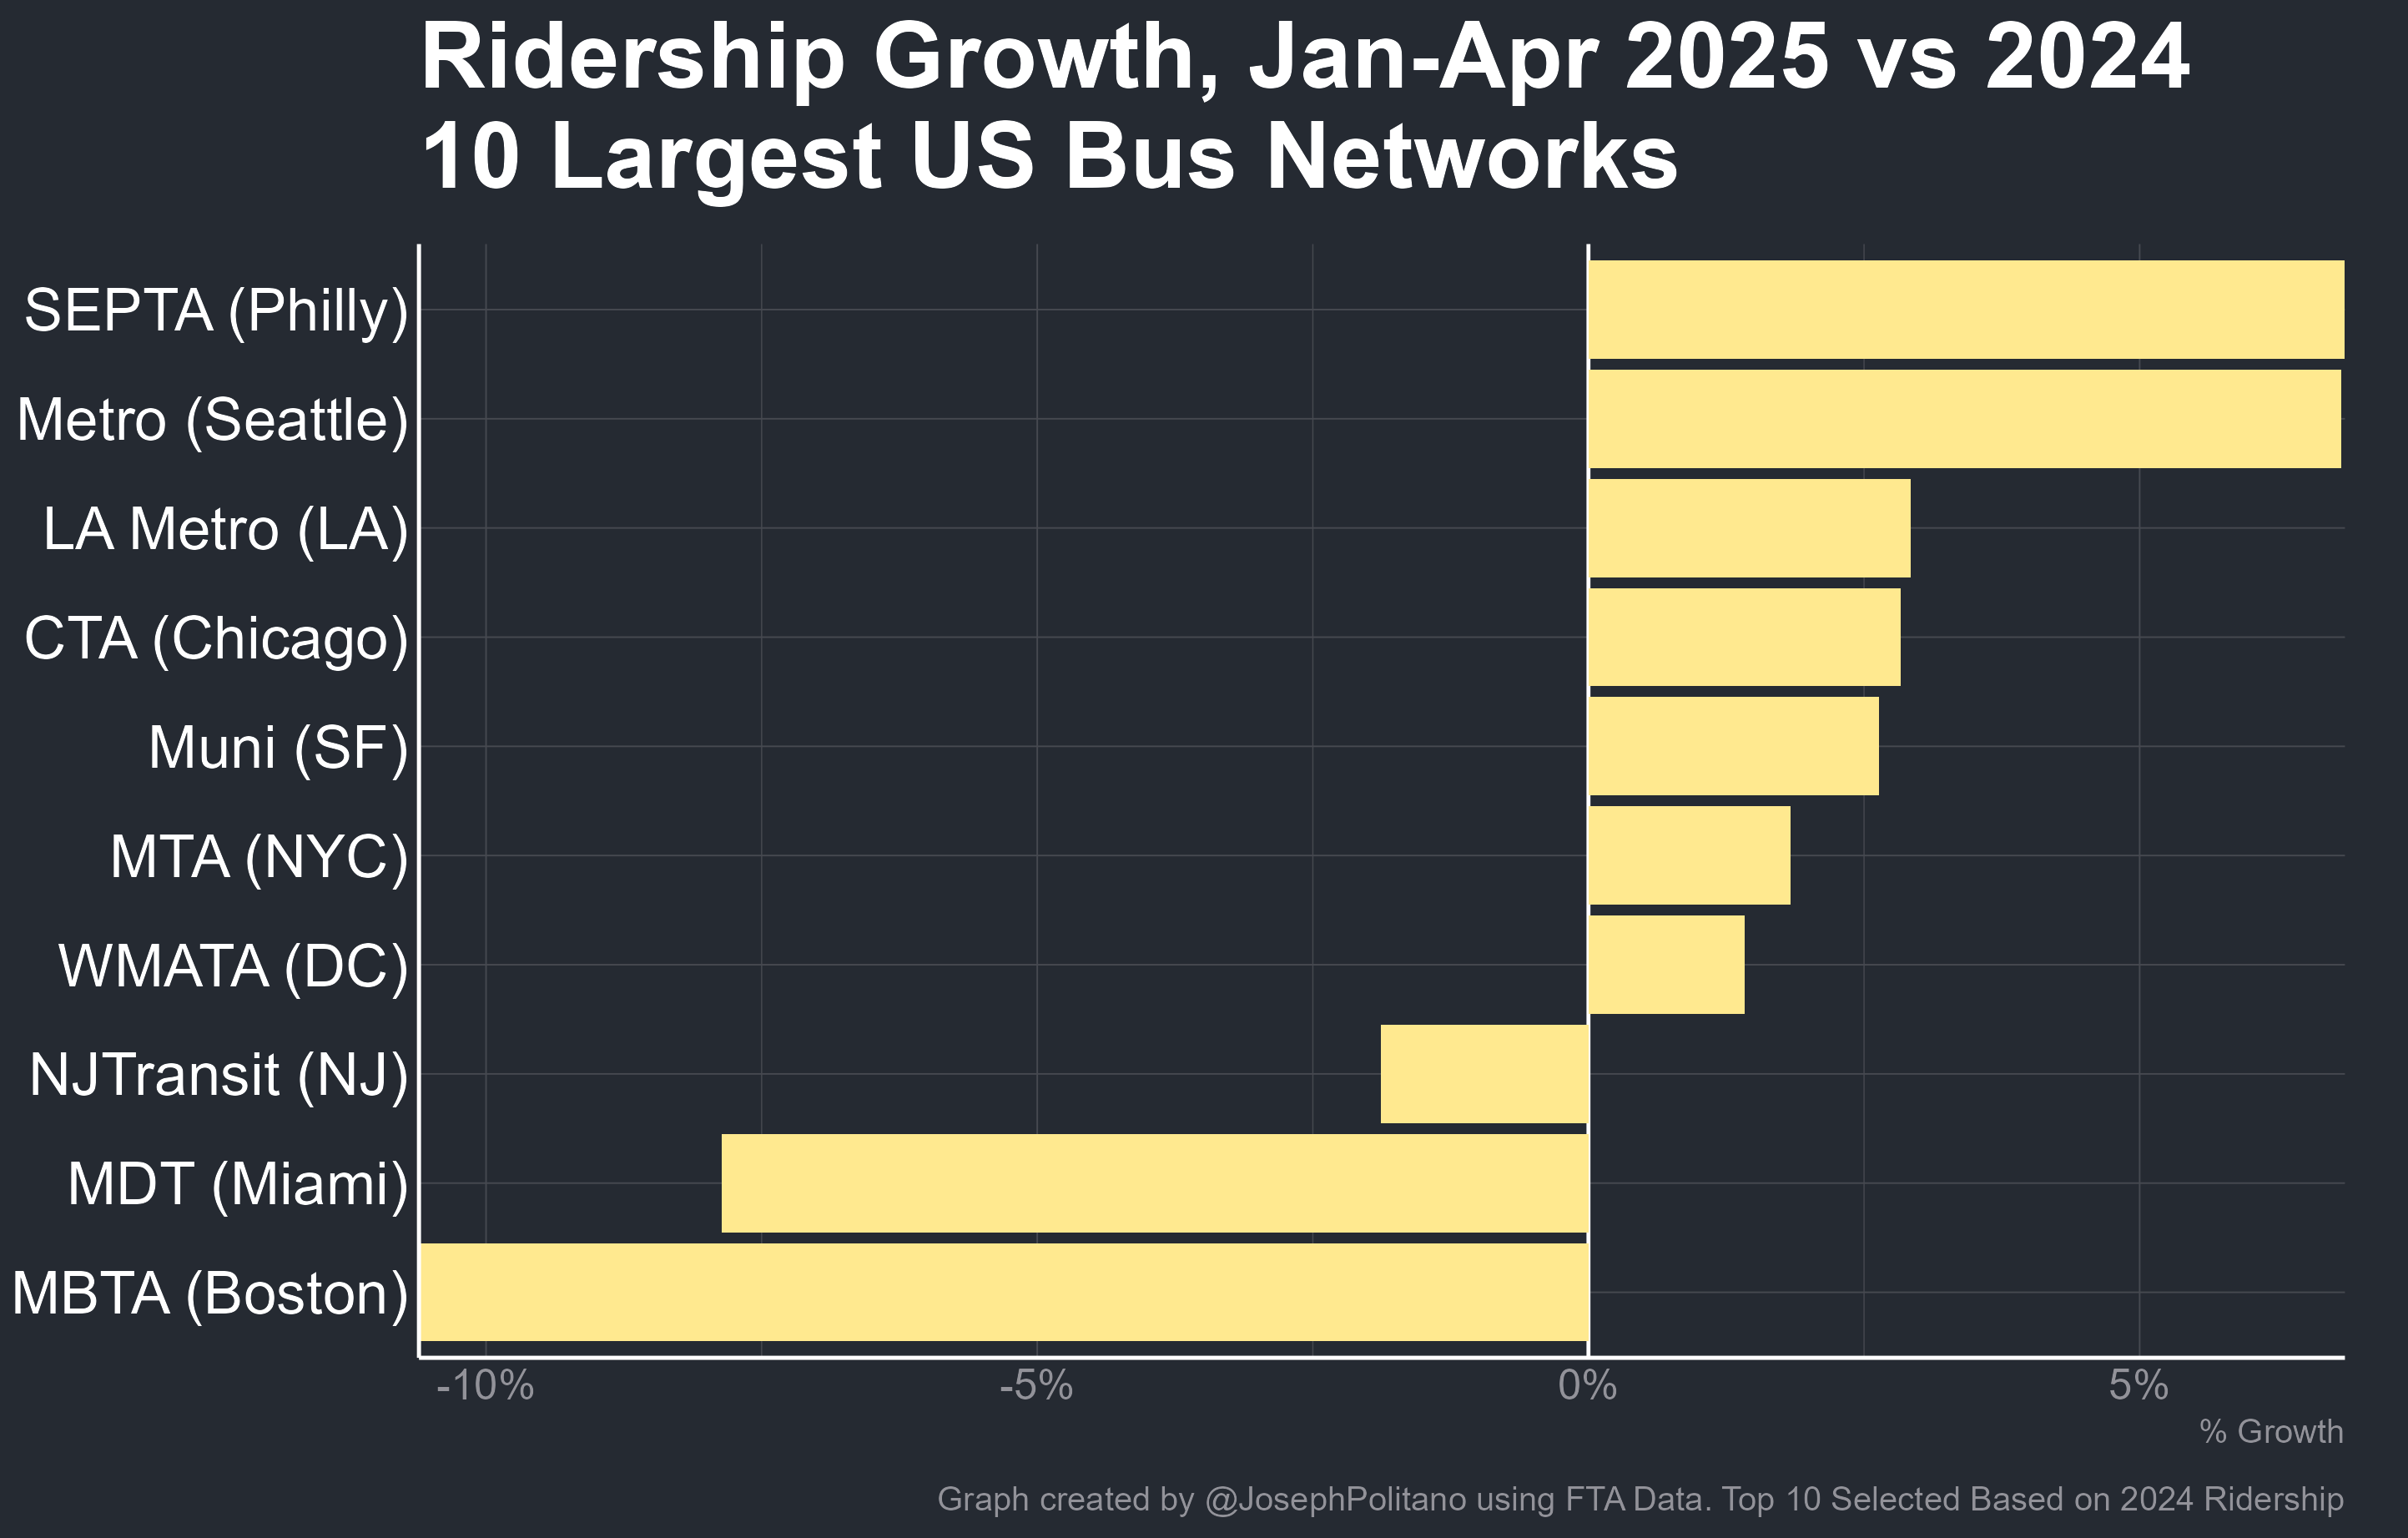 Ridership Growth, Jan-Apr 2025 vs 2024
10 Largest US Bus Networks
SEPTA (Philly)
Metro (Seattle)
LA Metro (LA)
CTA (Chicago)
Muni (SF)
MTA (NYC)
WMATA (DC)
NJTransit (NJ)
MDT (Miami)
MBTA (Boston)
-10% -5% 0% 5%
% Growth
Graph created by @JosephPolitano using FTA Data. Top 10 Selected Based on 2024 Ridership